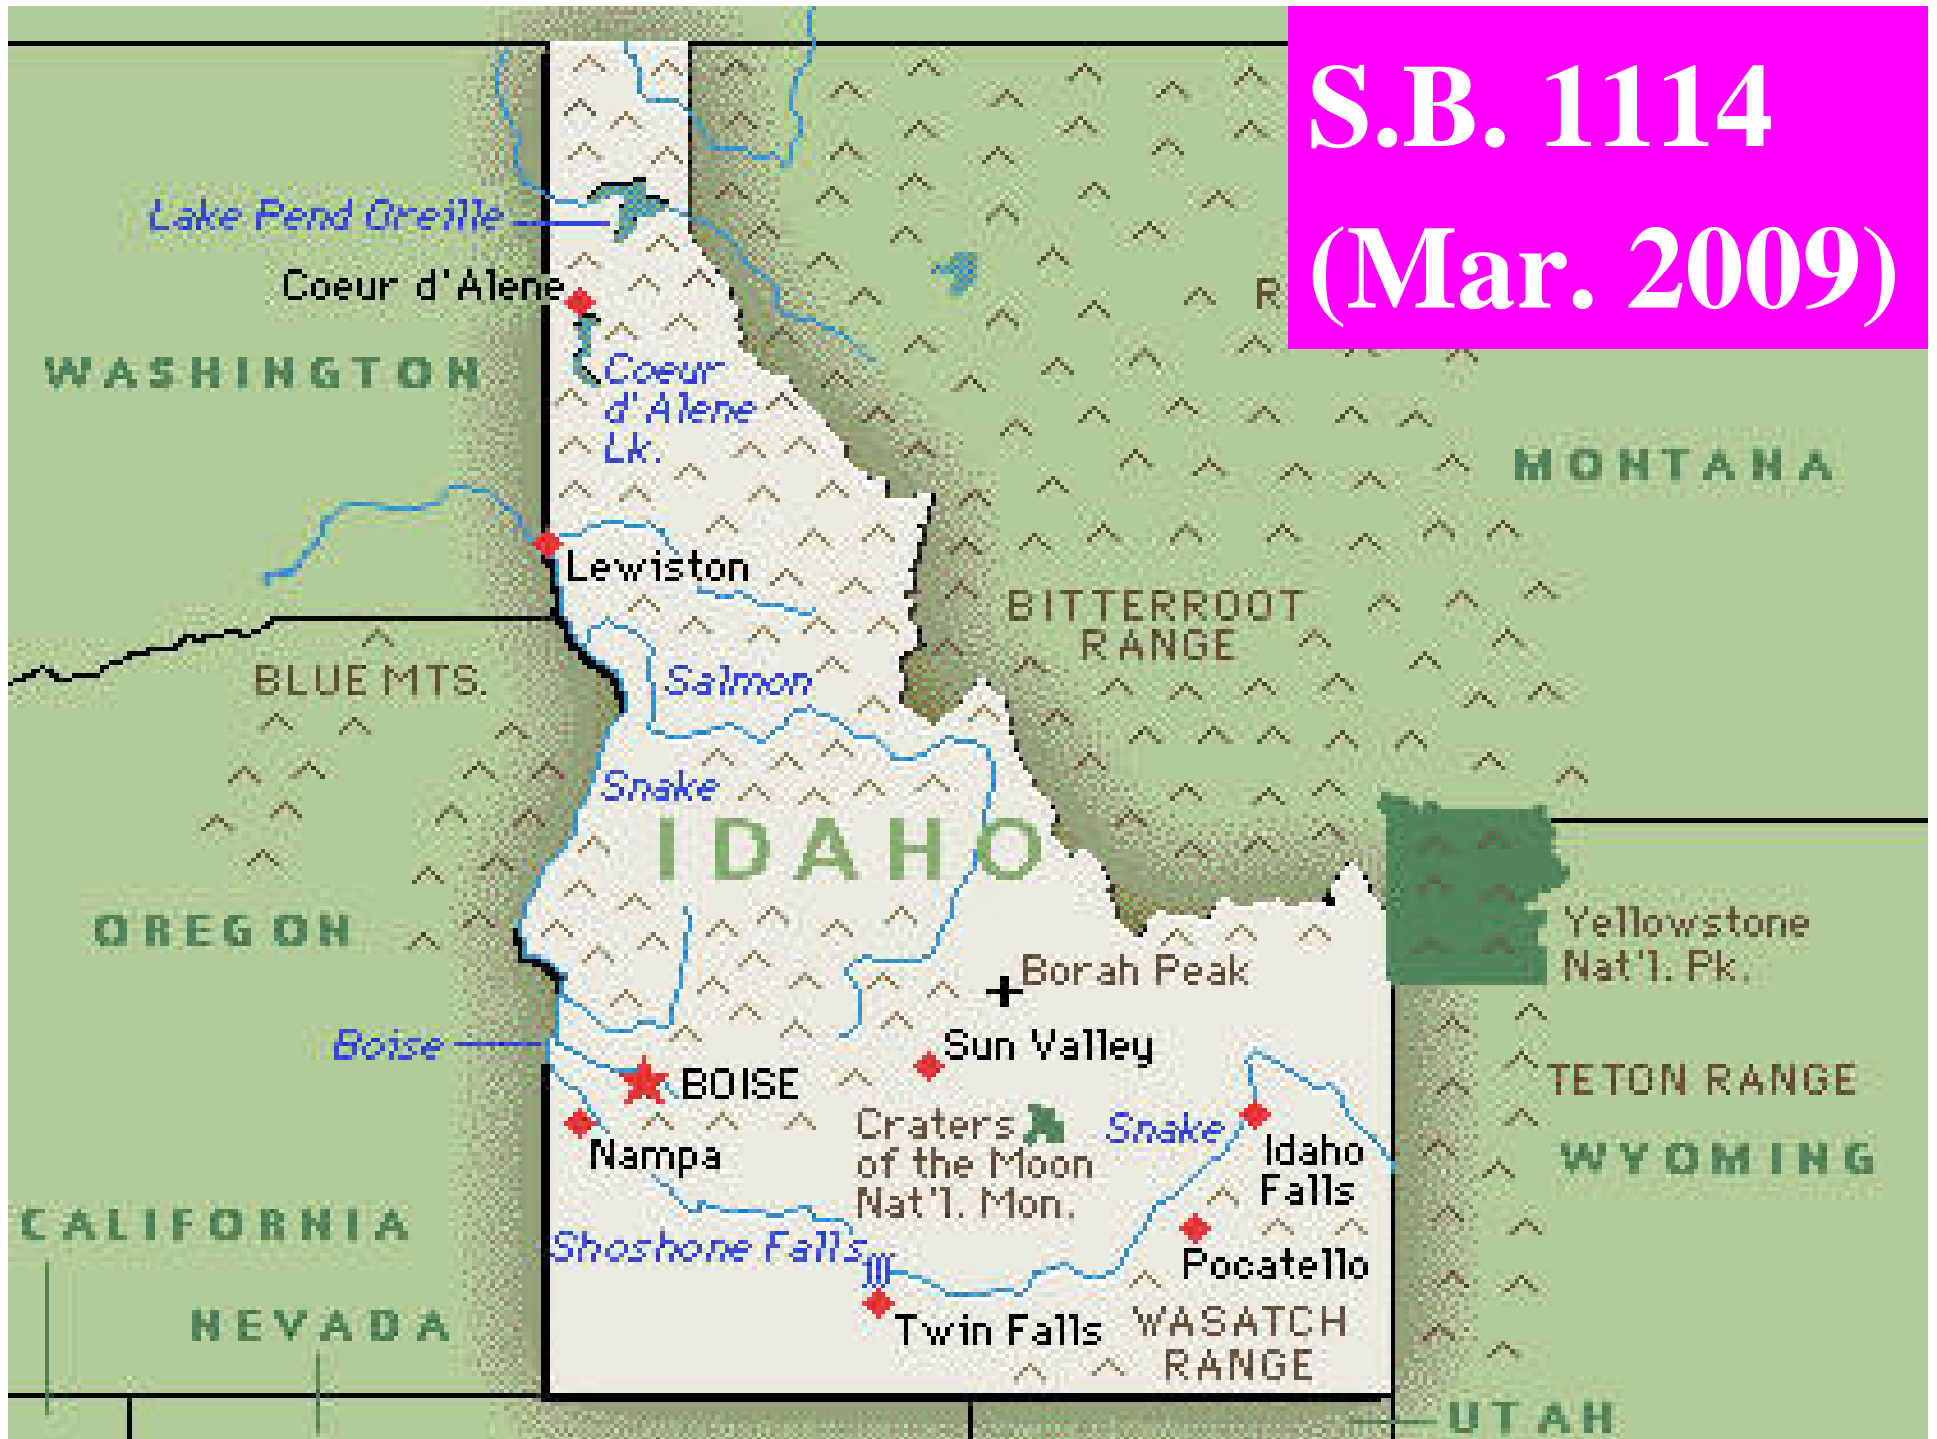 S.B. 1114
(Mar. 2009)
Lake Pend Oreille
Coeur d'Alene
R
WASHINGTON
Coeur
d'Alene
Lk.
MONTANA
Lewiston
BITTERROOT
RANGE
BLUE MTS.
Salmon
Snake
IDAHO
OREGON
Yellowstone
Nat'l. Pk.
Borah Peak
Boise
Sun Valley
BOISE
TETON RANGE
Craters
of the Moon
Nat'l. Mon.
Snake
Nampa
Idaho
Falls
WYOMING
CALIFORNIA
Shoshone Falls
Pocatello
NEVADA
Twin Falls
WASATCH
RANGE
UTAH